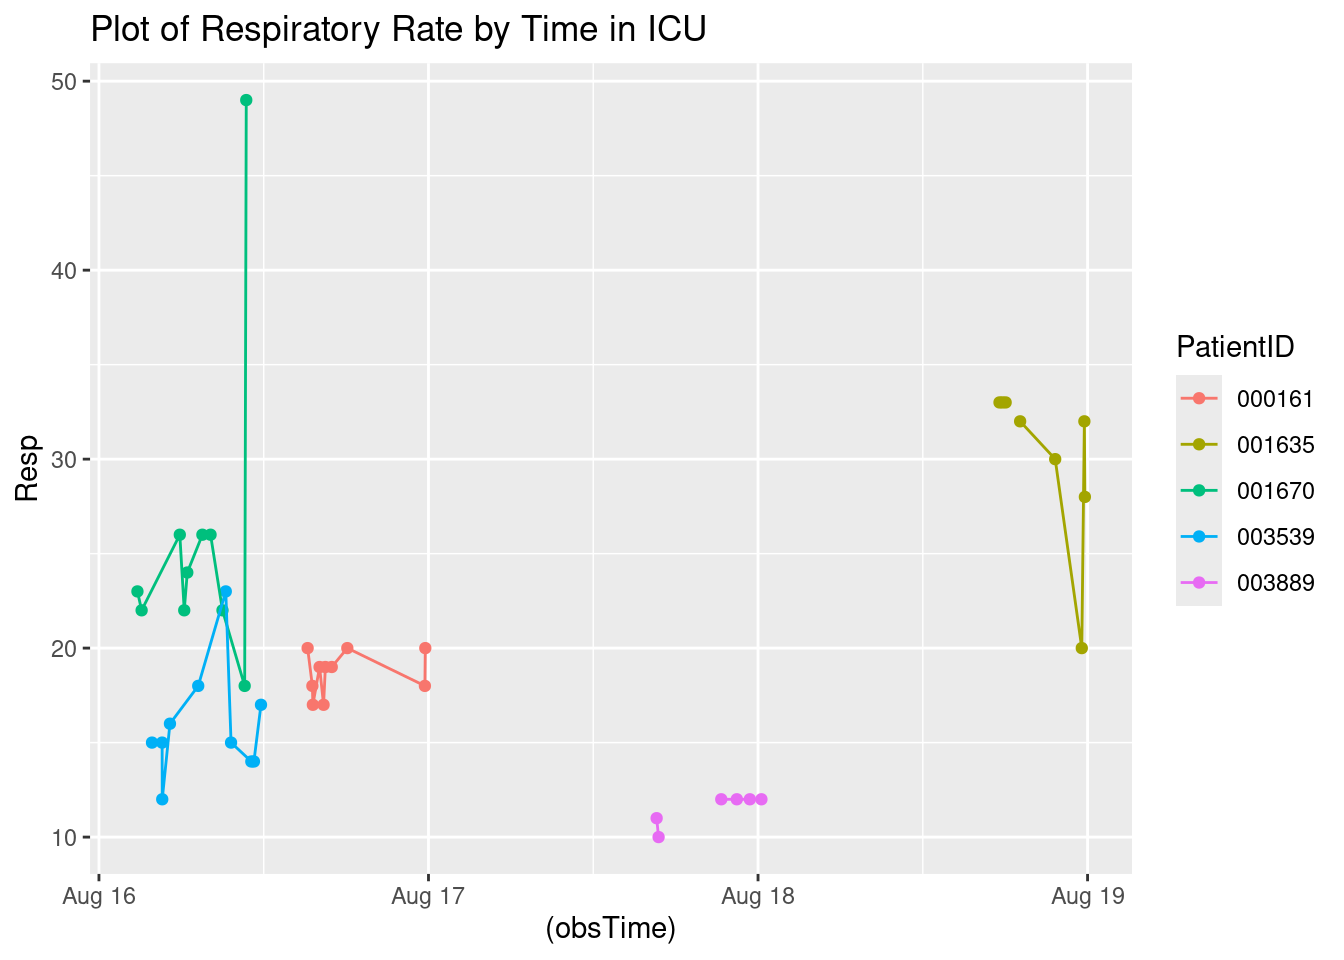 Plot of Respiratory Rate by Time in ICU
50
40
30
20
10
Resp
Aug 16
Aug 17
Aug 18
Aug 19
(obsTime)
PatientID
000161
001635
001670
003539
003889